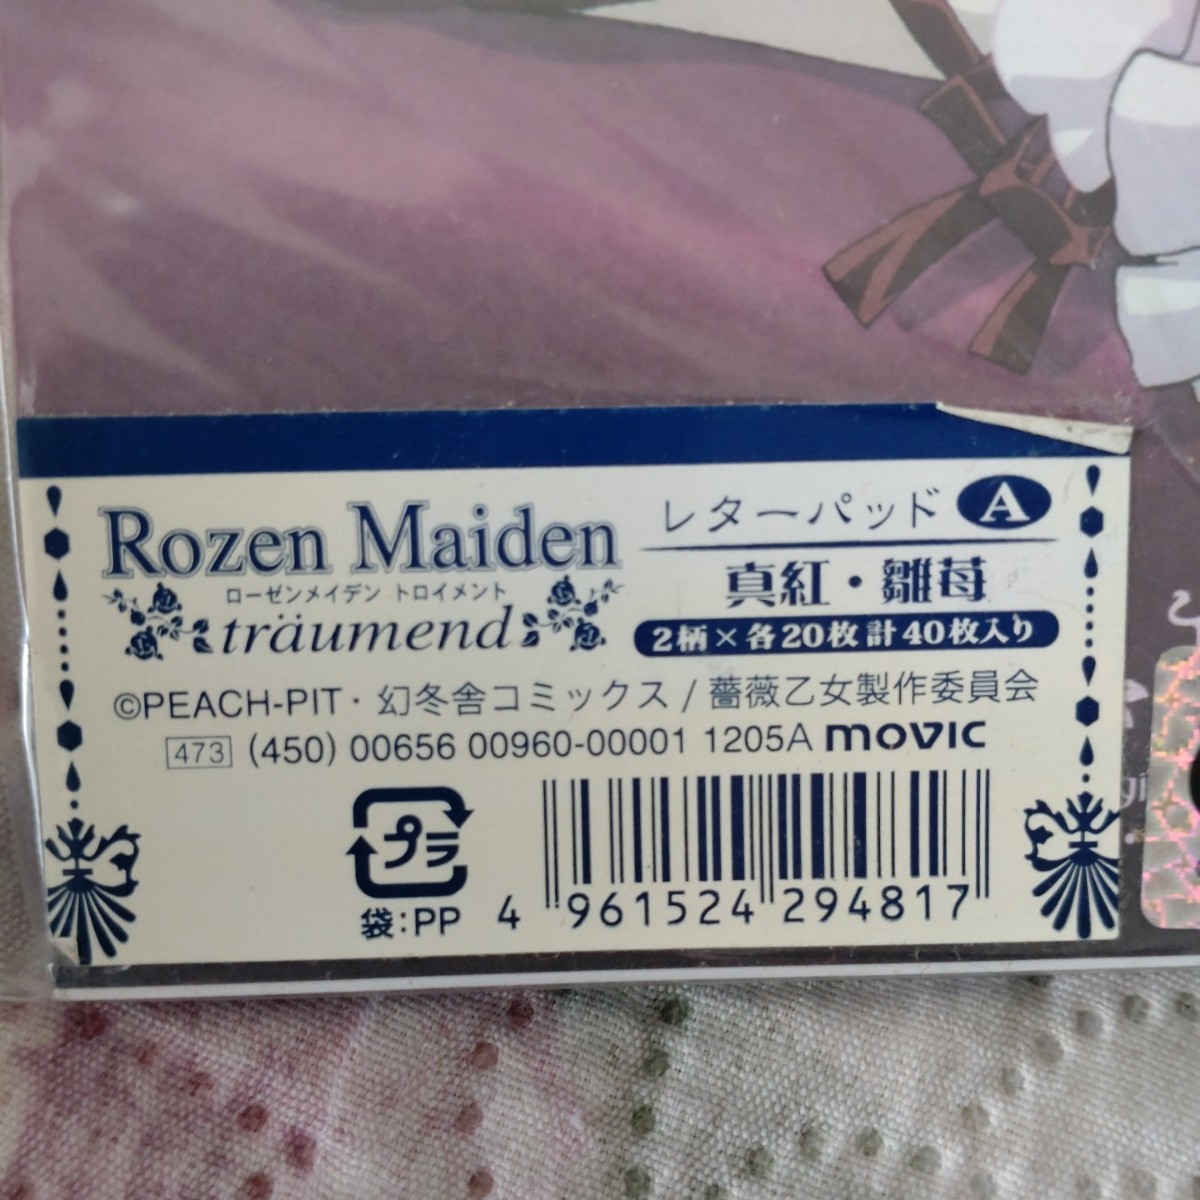 Rozen Maiden
ローゼンメイデン トロイメント
träumend
レターパッド A
真紅・雛苺
2柄×各20枚計40枚入り
©PEACH-PIT・幻冬舎コミックス/薔薇乙女製作委員会
473 (450) 00656 00960-00001 1205A movic
プラ
袋:PP
4 961524 294817